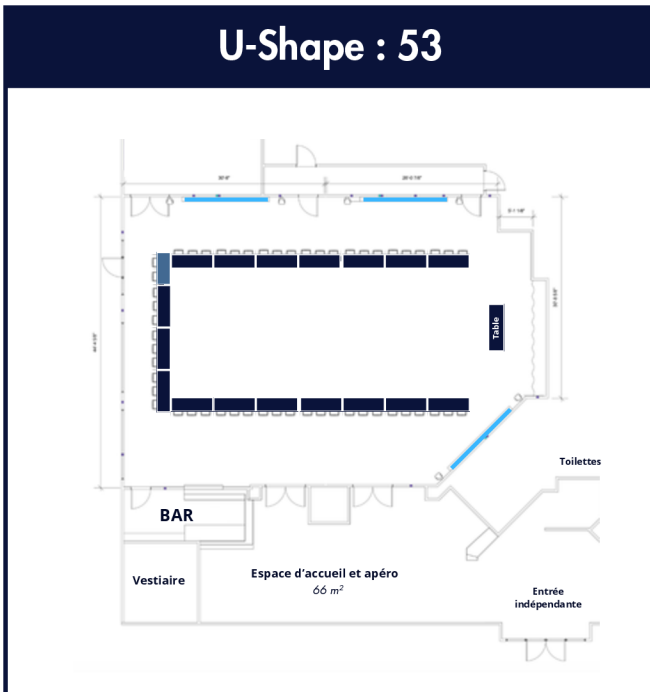 U-Shape : 53
Table
Toilettes
BAR
Vestiaire
Espace d'accueil et apéro
66 m²
Entrée
indépendante